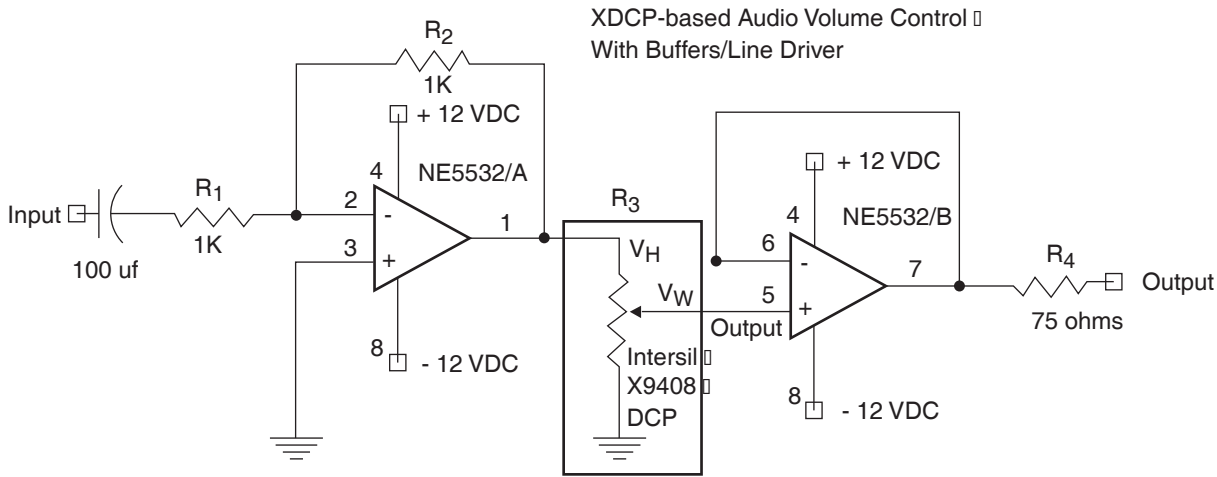 XDCP-based Audio Volume Control
With Buffers/Line Driver
R2
1K
+ 12 VDC
4
NE5532/A
R1
2
-
Input
1K
3
+
1
100 uf
8
- 12 VDC
R3
VH
VW
Output
Intersil
X9408
DCP
+ 12 VDC
4
NE5532/B
6
-
7
5
+
R4
Output
75 ohms
8
- 12 VDC